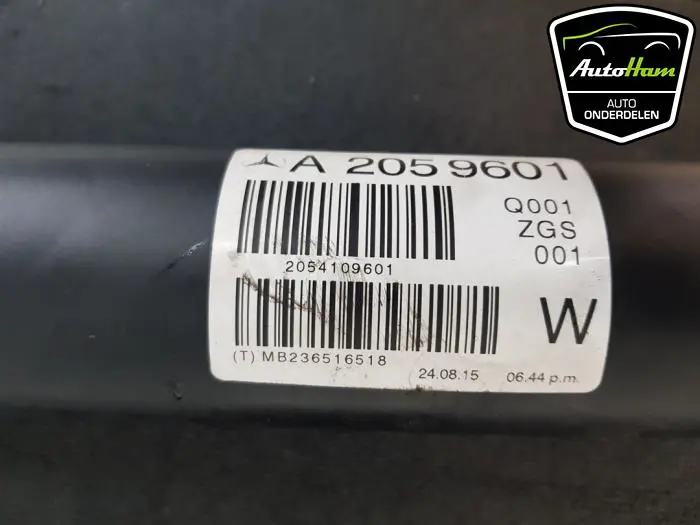 AutoHam
AUTO
ONDERDELEN
A 205 9601
Q001
ZGS
001
2054109601
W
(T) MB236516518
24.08.15
06.44 p.m.